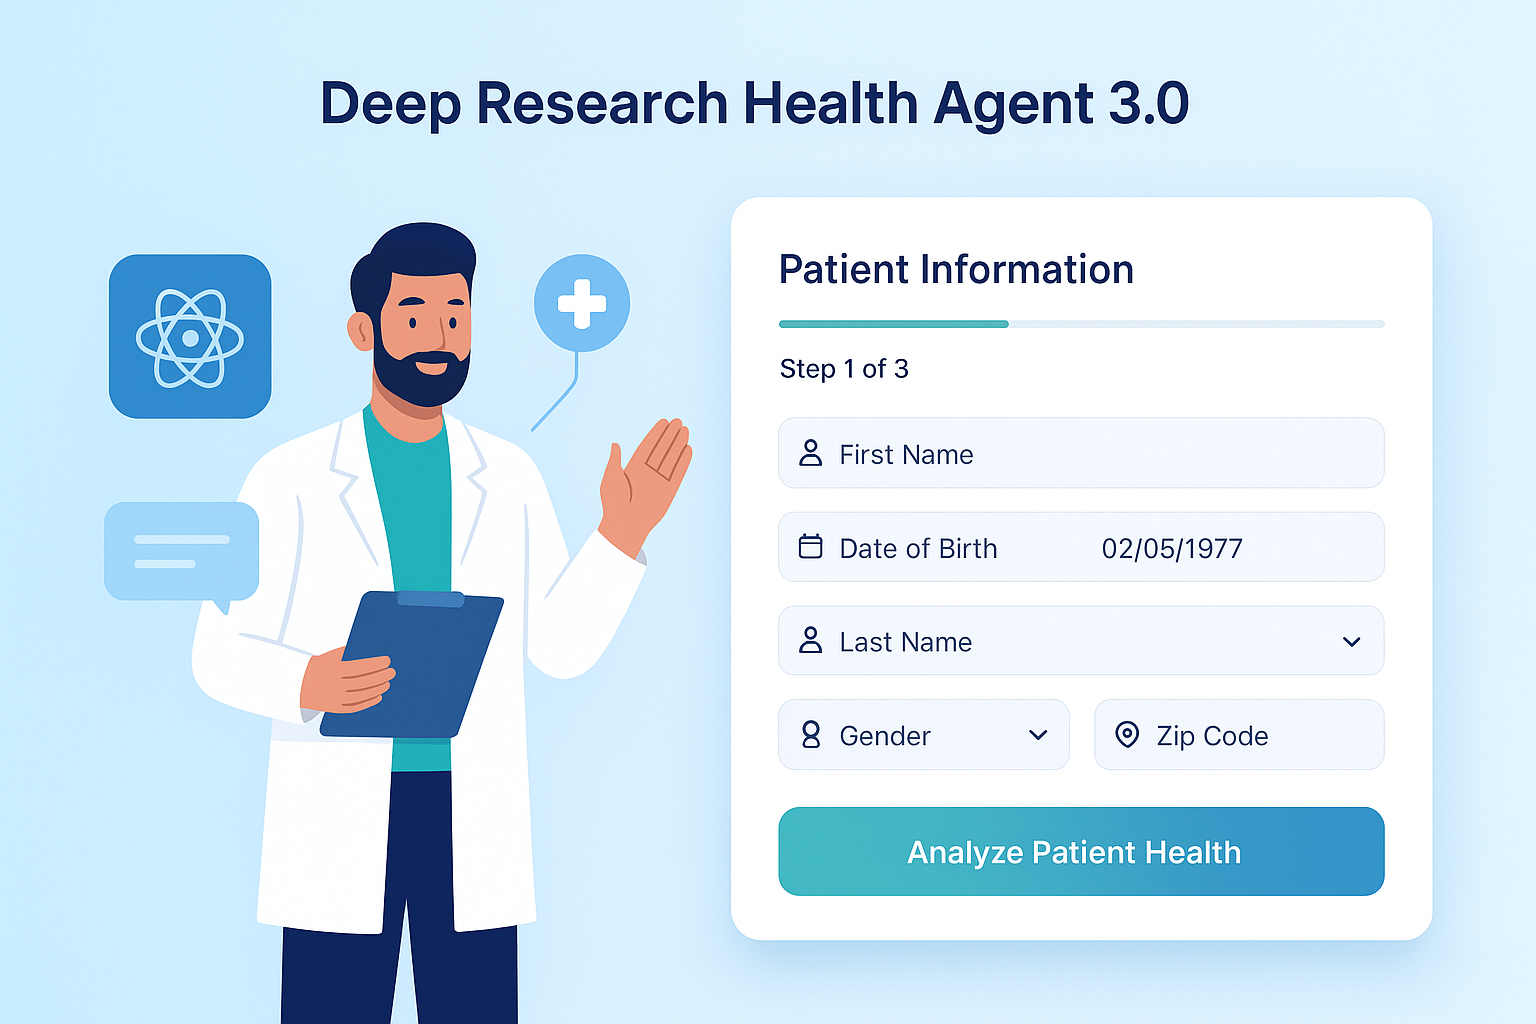 Deep Research Health Agent 3.0
Patient Information
Step 1 of 3
First Name
Date of Birth 02/05/1977
Last Name
Gender Zip Code
Analyze Patient Health